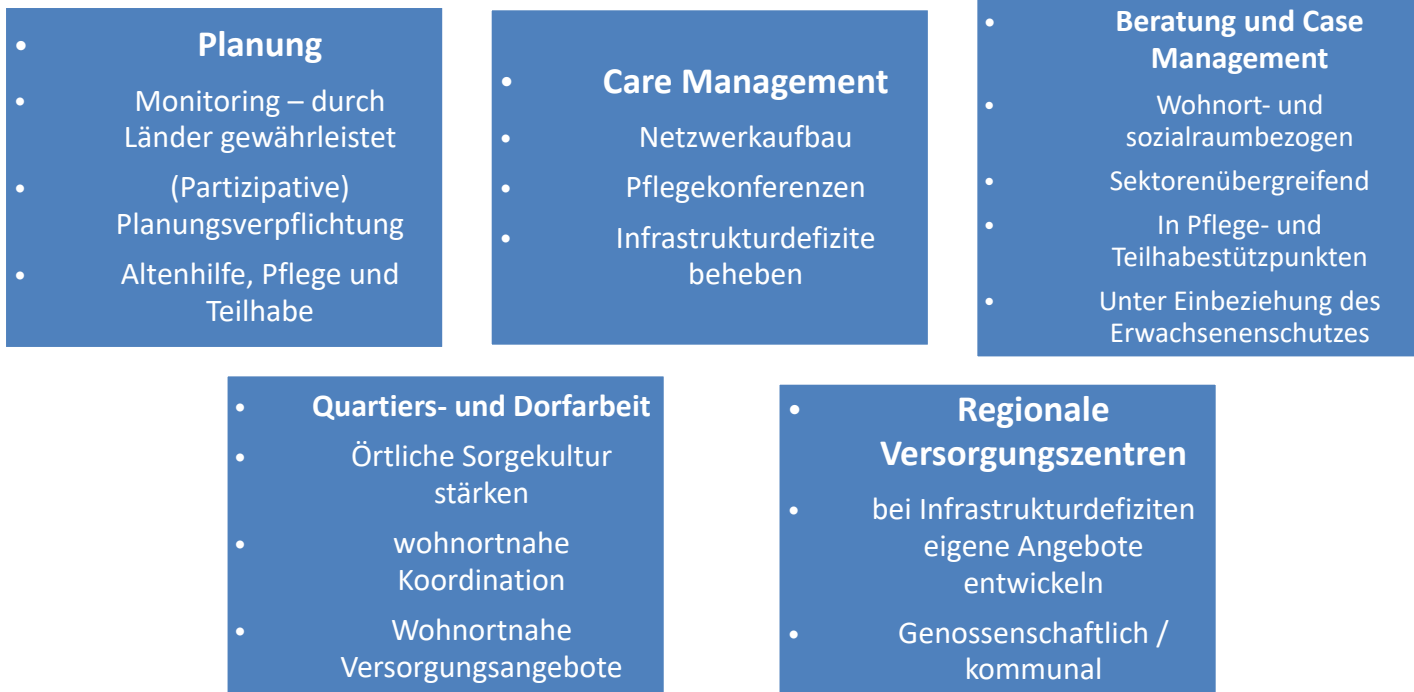 • Planung
• Monitoring – durch
Länder gewährleistet
• (Partizipative)
Planungsverpflichtung
• Altenhilfe, Pflege und
Teilhabe
• Care Management
• Netzwerkaufbau
• Pflegekonferenzen
• Infrastrukturdefizite
beheben
• Beratung und Case
Management
• Wohnort- und
sozialraumbezogen
• Sektorenübergreifend
• In Pflege- und
Teilhabestützpunkten
• Unter Einbeziehung des
Erwachsenenschutzes
• Quartiers- und Dorfarbeit
• Örtliche Sorgekultur
stärken
• wohnortnahe
Koordination
• Wohnortnahe
Versorgungsangebote
• Regionale
Versorgungszentren
• bei Infrastrukturdefiziten
eigene Angebote
entwickeln
• Genossenschaftlich /
kommunal